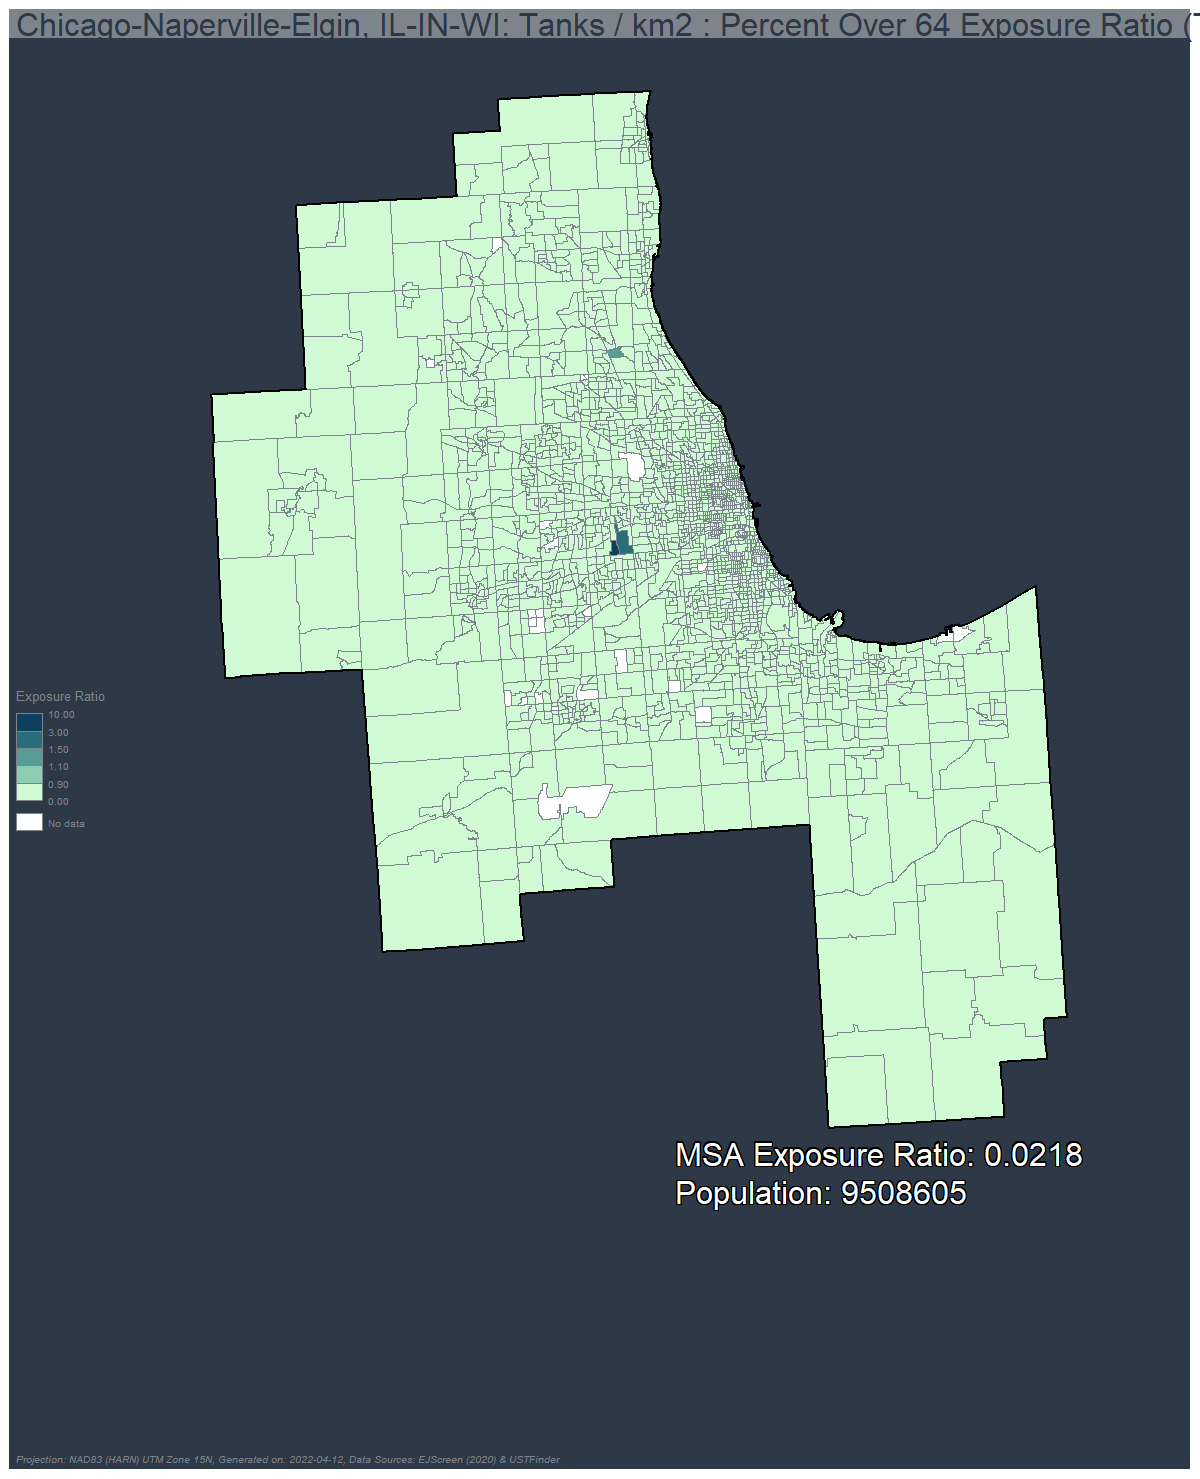 Chicago-Naperville-Elgin, IL-IN-WI: Tanks / km2 : Percent Over 64 Exposure Ratio (
Exposure Ratio
10.00
3.00
1.50
1.10
0.90
0.00
No data
MSA Exposure Ratio: 0.0218
Population: 9508605
Projection: NAD83 (HARN) UTM Zone 15N, Generated on: 2022-04-12, Data Sources: EJScreen (2020) & USTFinder